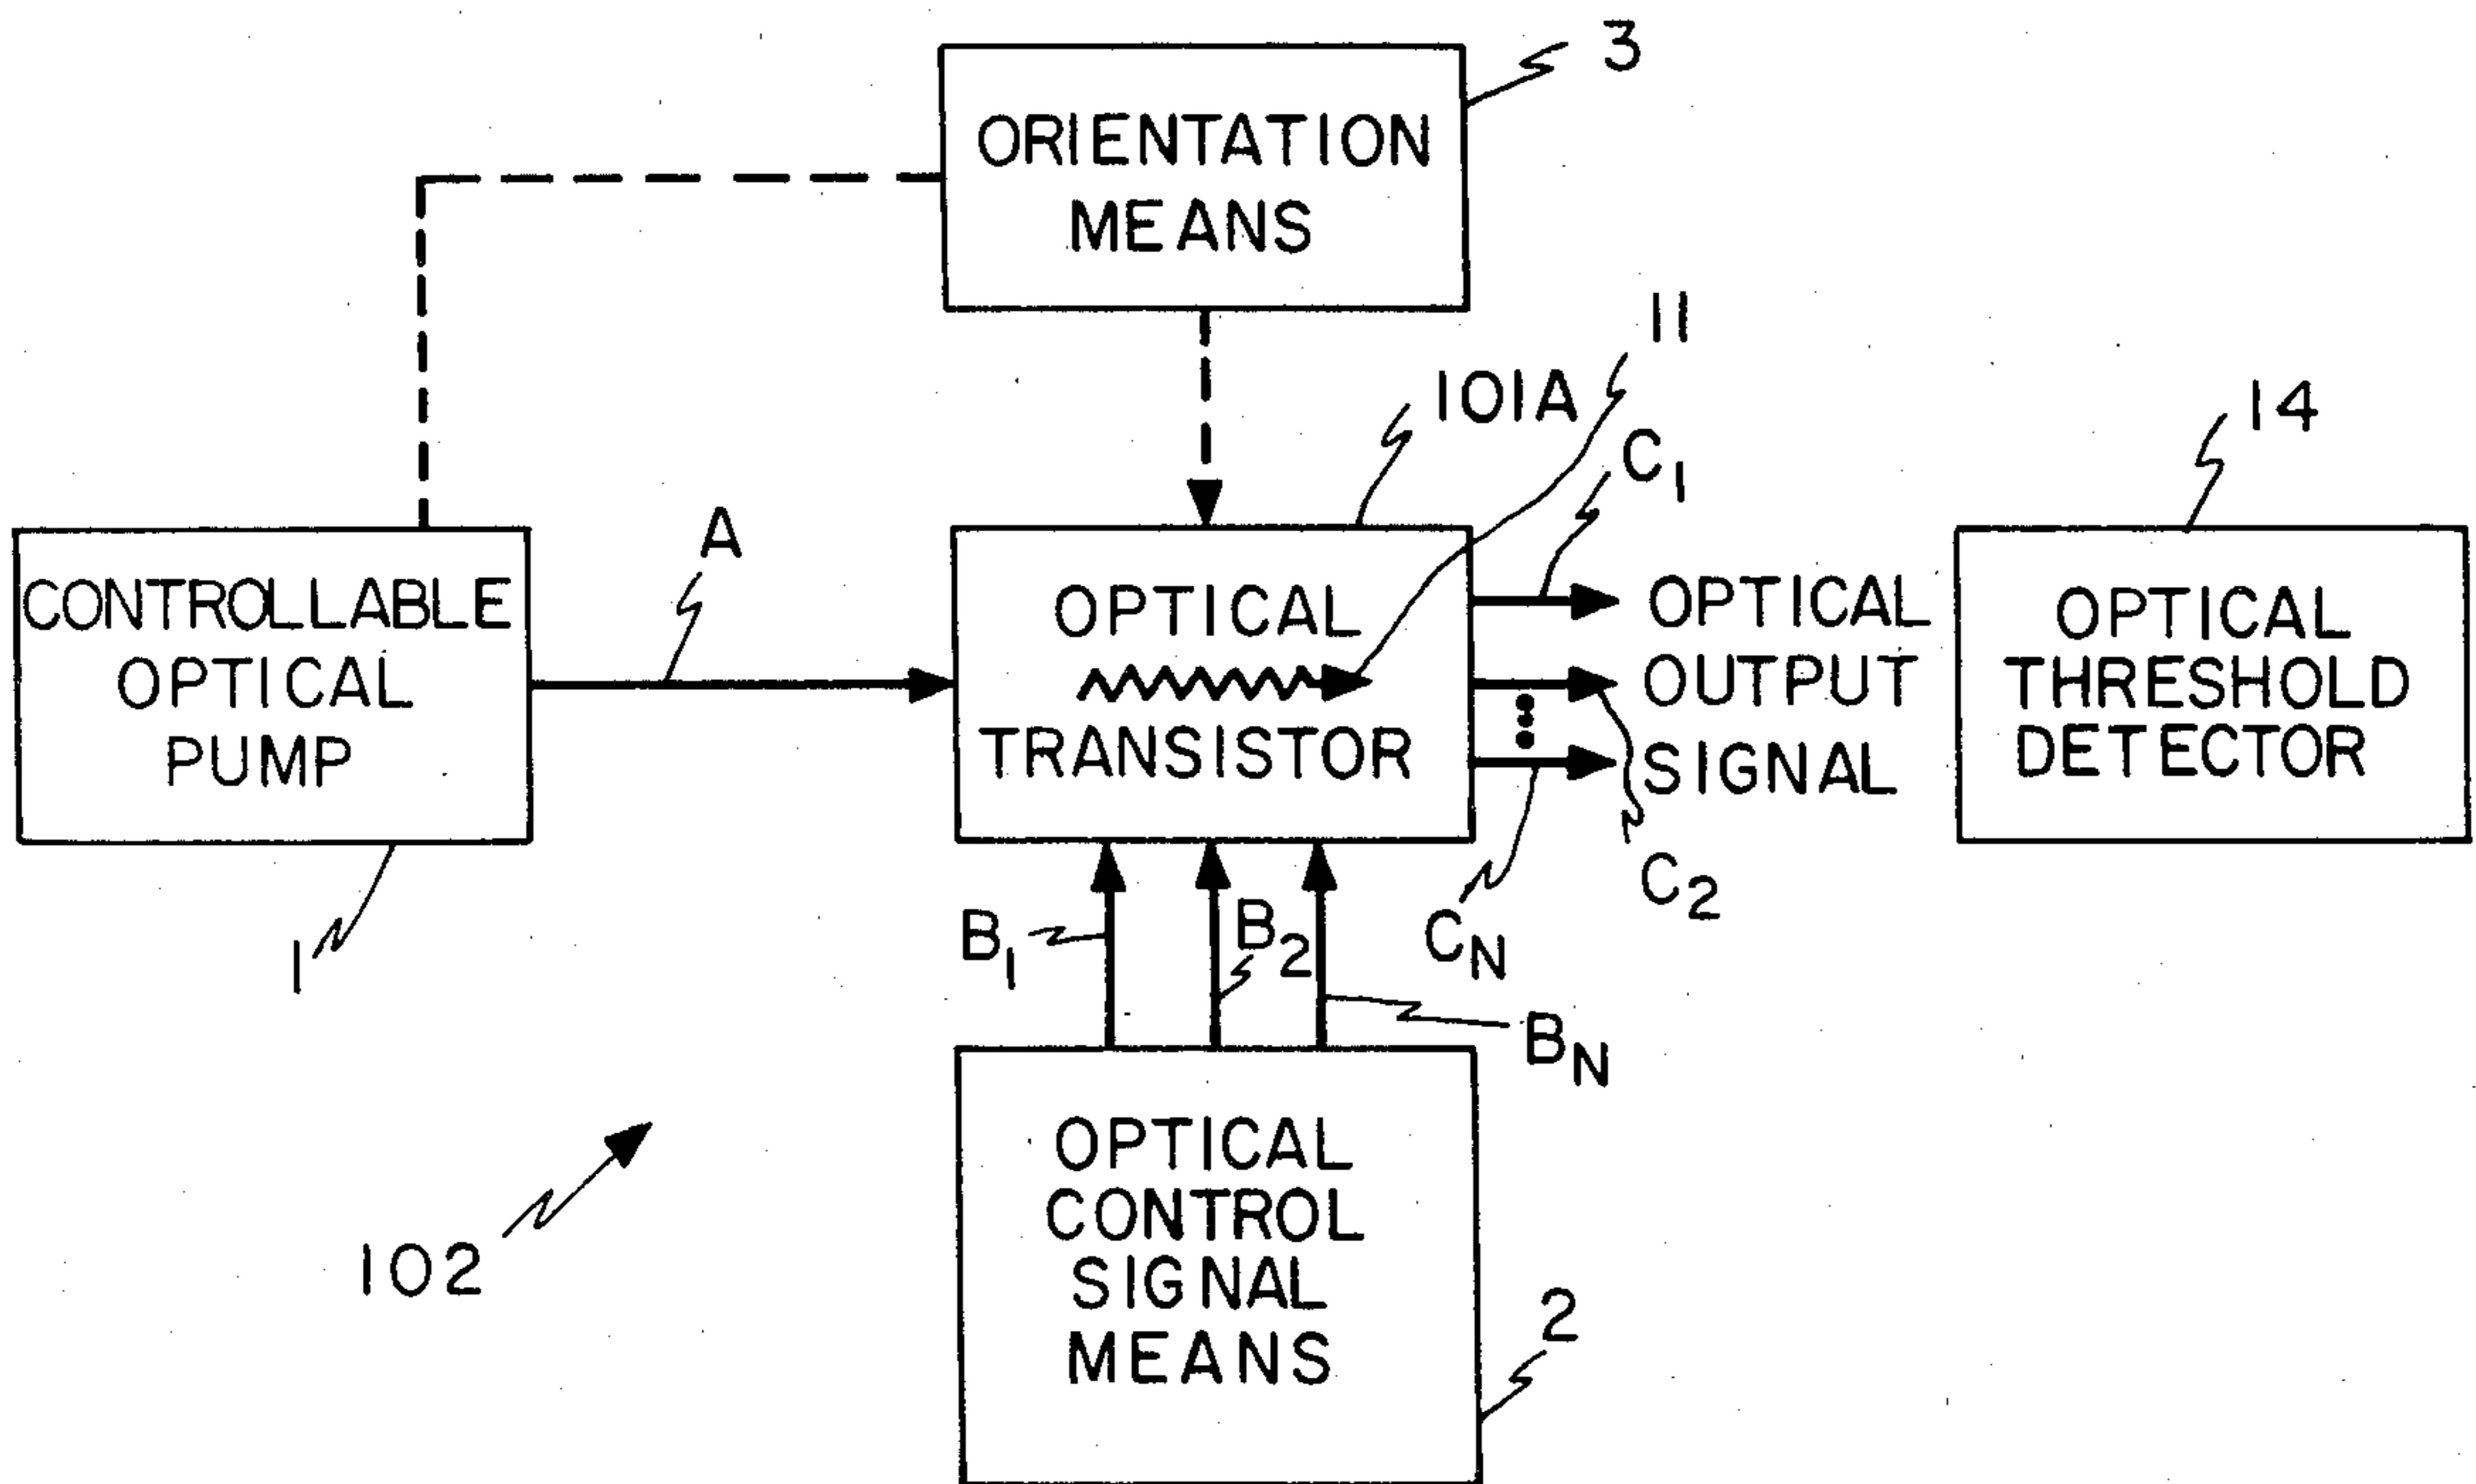 3
ORIENTATION
MEANS
11
101A
C1
14
A
CONTROLLABLE
OPTICAL
PUMP
1
OPTICAL
TRANSISTOR
OPTICAL
OUTPUT
SIGNAL
OPTICAL
THRESHOLD
DETECTOR
C2
CN
B1
B2
BN
OPTICAL
CONTROL
SIGNAL
MEANS
2
102